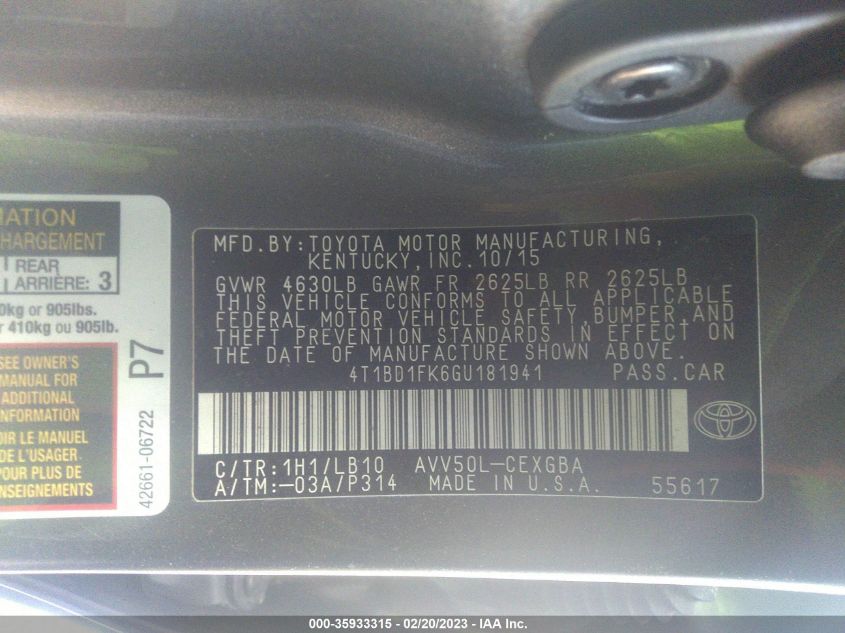 MATION
HARGEMENT
REAR
ARRIÈRE: 3
0kg or 905lbs.
r 410kg ou 905lb.
SEE OWNER'S
MANUAL FOR
ADDITIONAL
INFORMATION
OIR LE MANUEL
DE L'USAGER.
POUR PLUS DE
RENSEIGNEMENTS
42661-06722
P7
MFD.BY:TOYOTA MOTOR MANUFACTURING,
KENTUCKY,INC.10/15
GVWR 4630LB GAWR FR 2625LB RR 2625LB
THIS VEHICLE CONFORMS TO ALL APPLICABLE
FEDERAL MOTOR VEHICLE SAFETY,BUMPER,AND
THEFT PREVENTION STANDARDS IN EFFECT ON
THE DATE OF MANUFACTURE SHOWN ABOVE.
4T1BD1FK6GU181941 PASS.CAR
C/TR:1H1/LB10 AVV50L-CEXGBA
A/TM:-03A/P314 MADE IN U.S.A. 55617
000-35933315 - 02/20/2023 - IAA Inc.